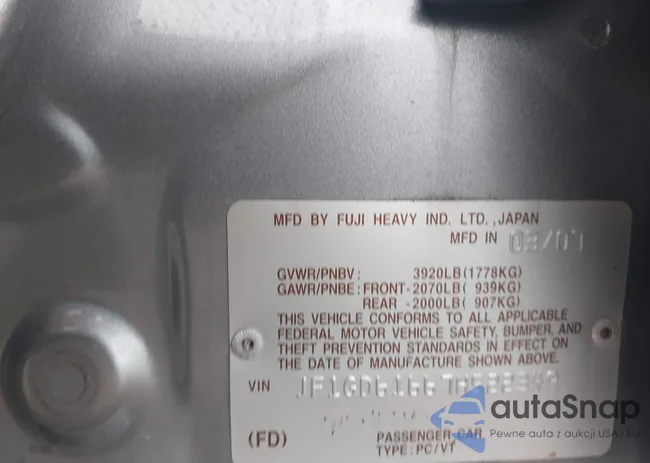 MFD BY FUJI HEAVY IND. LTD.,JAPAN
MFD IN 03/07
GVWR/PNBV: 3920LB(1778KG)
GAWR/PNBE: FRONT-2070LB( 939KG)
REAR -2000LB( 907KG)
THIS VEHICLE CONFORMS TO ALL APPLICABLE
FEDERAL MOTOR VEHICLE SAFETY, BUMPER, AND
THEFT PREVENTION STANDARDS IN EFFECT ON
THE DATE OF MANUFACTURE SHOWN ABOVE.
VIN
(FD) PASSENGER CAR
TYPE: PC/VT
autaSnap
Pewne auta z aukcji USA - EU